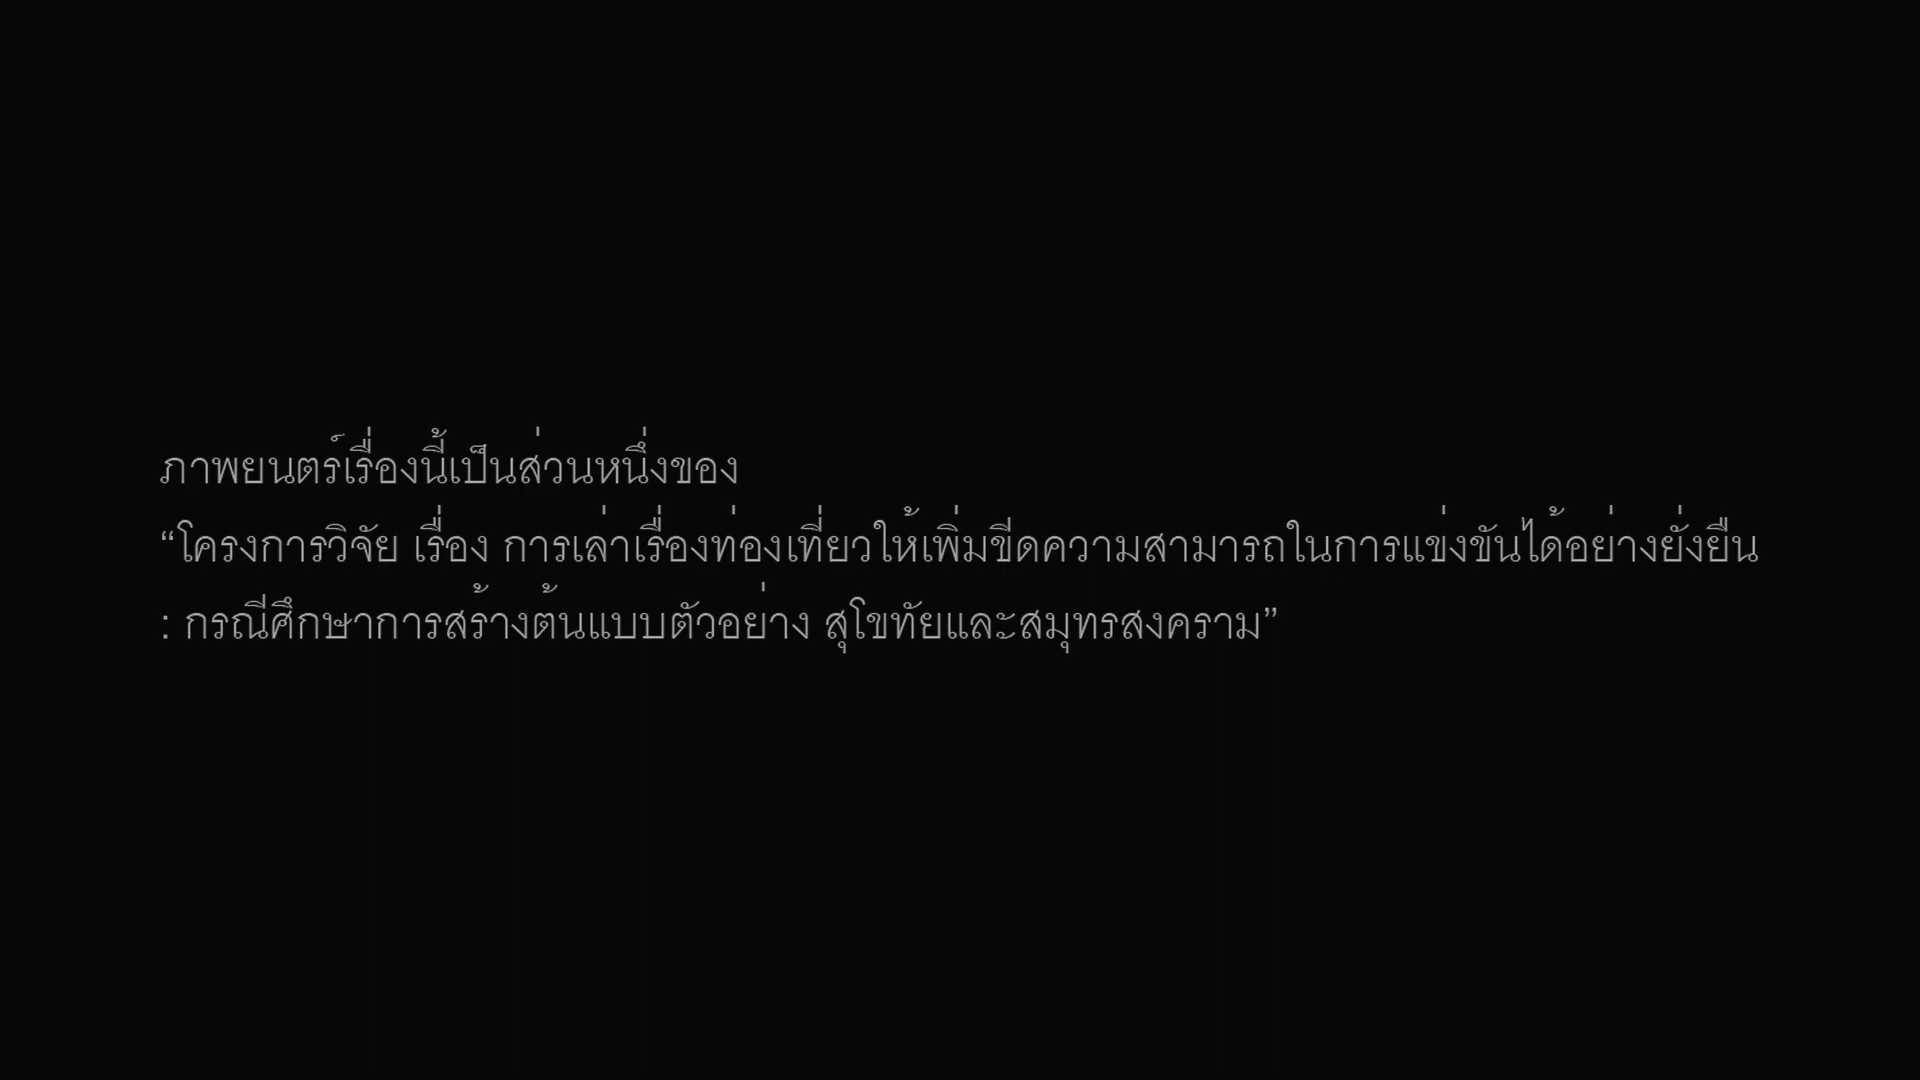 ภาพยนตร์เรื่องนี้เป็นส่วนหนึ่งของ
“โครงการวิจัย เรื่อง การเล่าเรื่องท่องเที่ยวให้เพิ่มขีดความสามารถในการแข่งขันได้อย่างยั่งยืน
: กรณีศึกษาการสร้างต้นแบบตัวอย่าง สุโขทัยและสมุทรสงคราม”